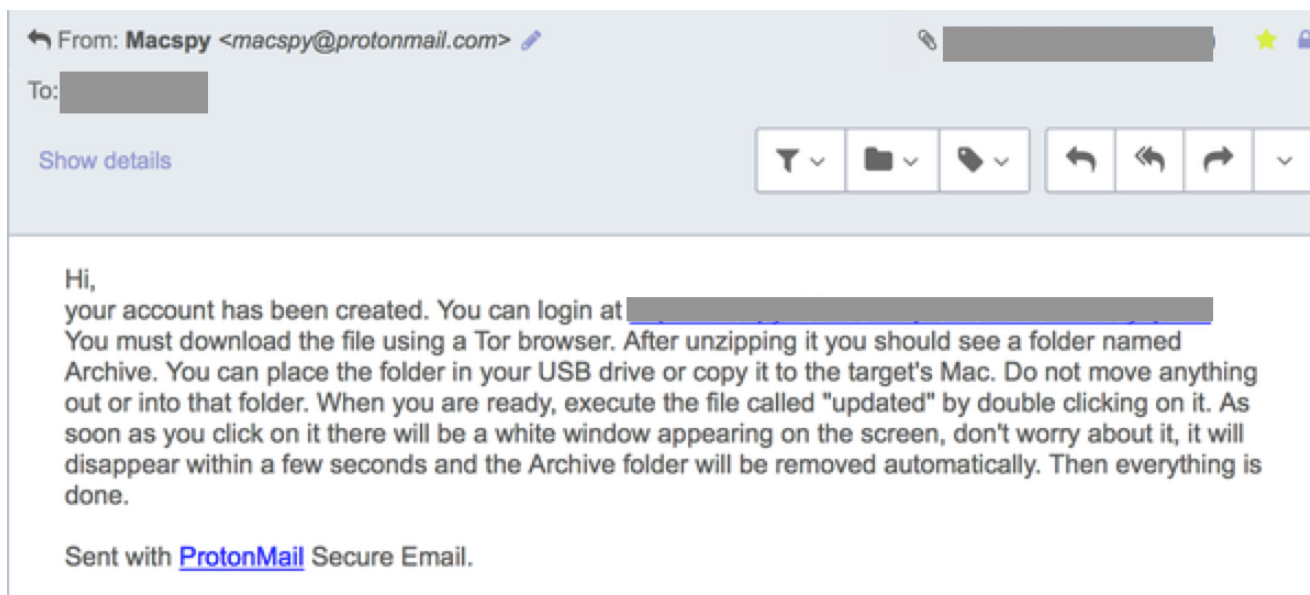 From: Macspy <macspy@protonmail.com>
To:
Show details
Hi,
your account has been created. You can login at
You must download the file using a Tor browser. After unzipping it you should see a folder named
Archive. You can place the folder in your USB drive or copy it to the target's Mac. Do not move anything
out or into that folder. When you are ready, execute the file called "updated" by double clicking on it. As
soon as you click on it there will be a white window appearing on the screen, don't worry about it, it will
disappear within a few seconds and the Archive folder will be removed automatically. Then everything is
done.
Sent with ProtonMail Secure Email.